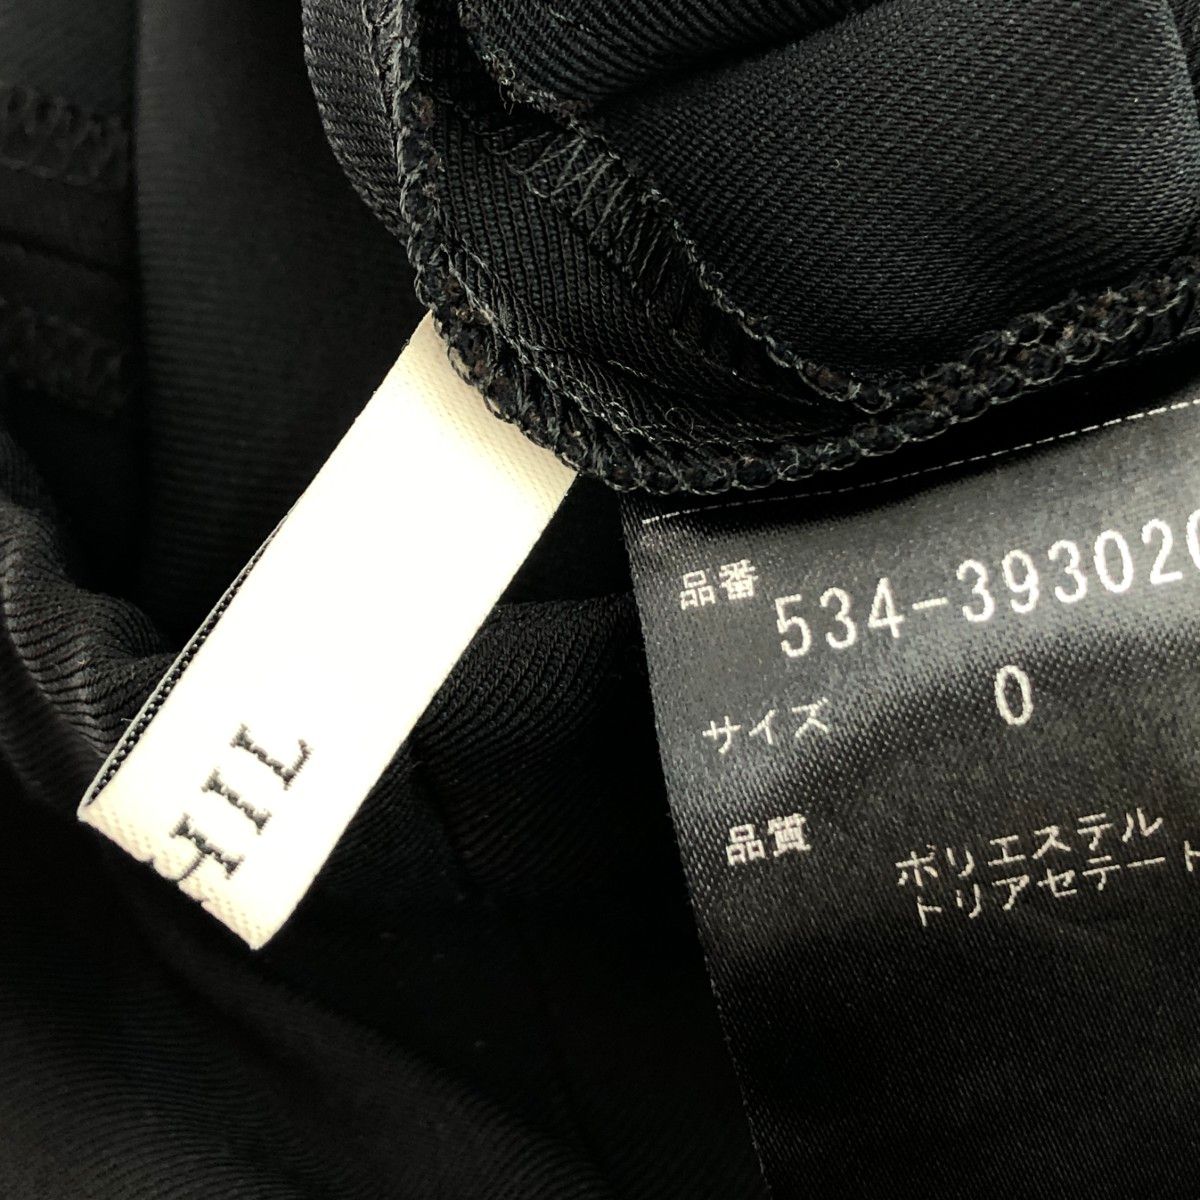 品番 534-393020
サイズ 0
品質 ポリエステル
トリアセテート